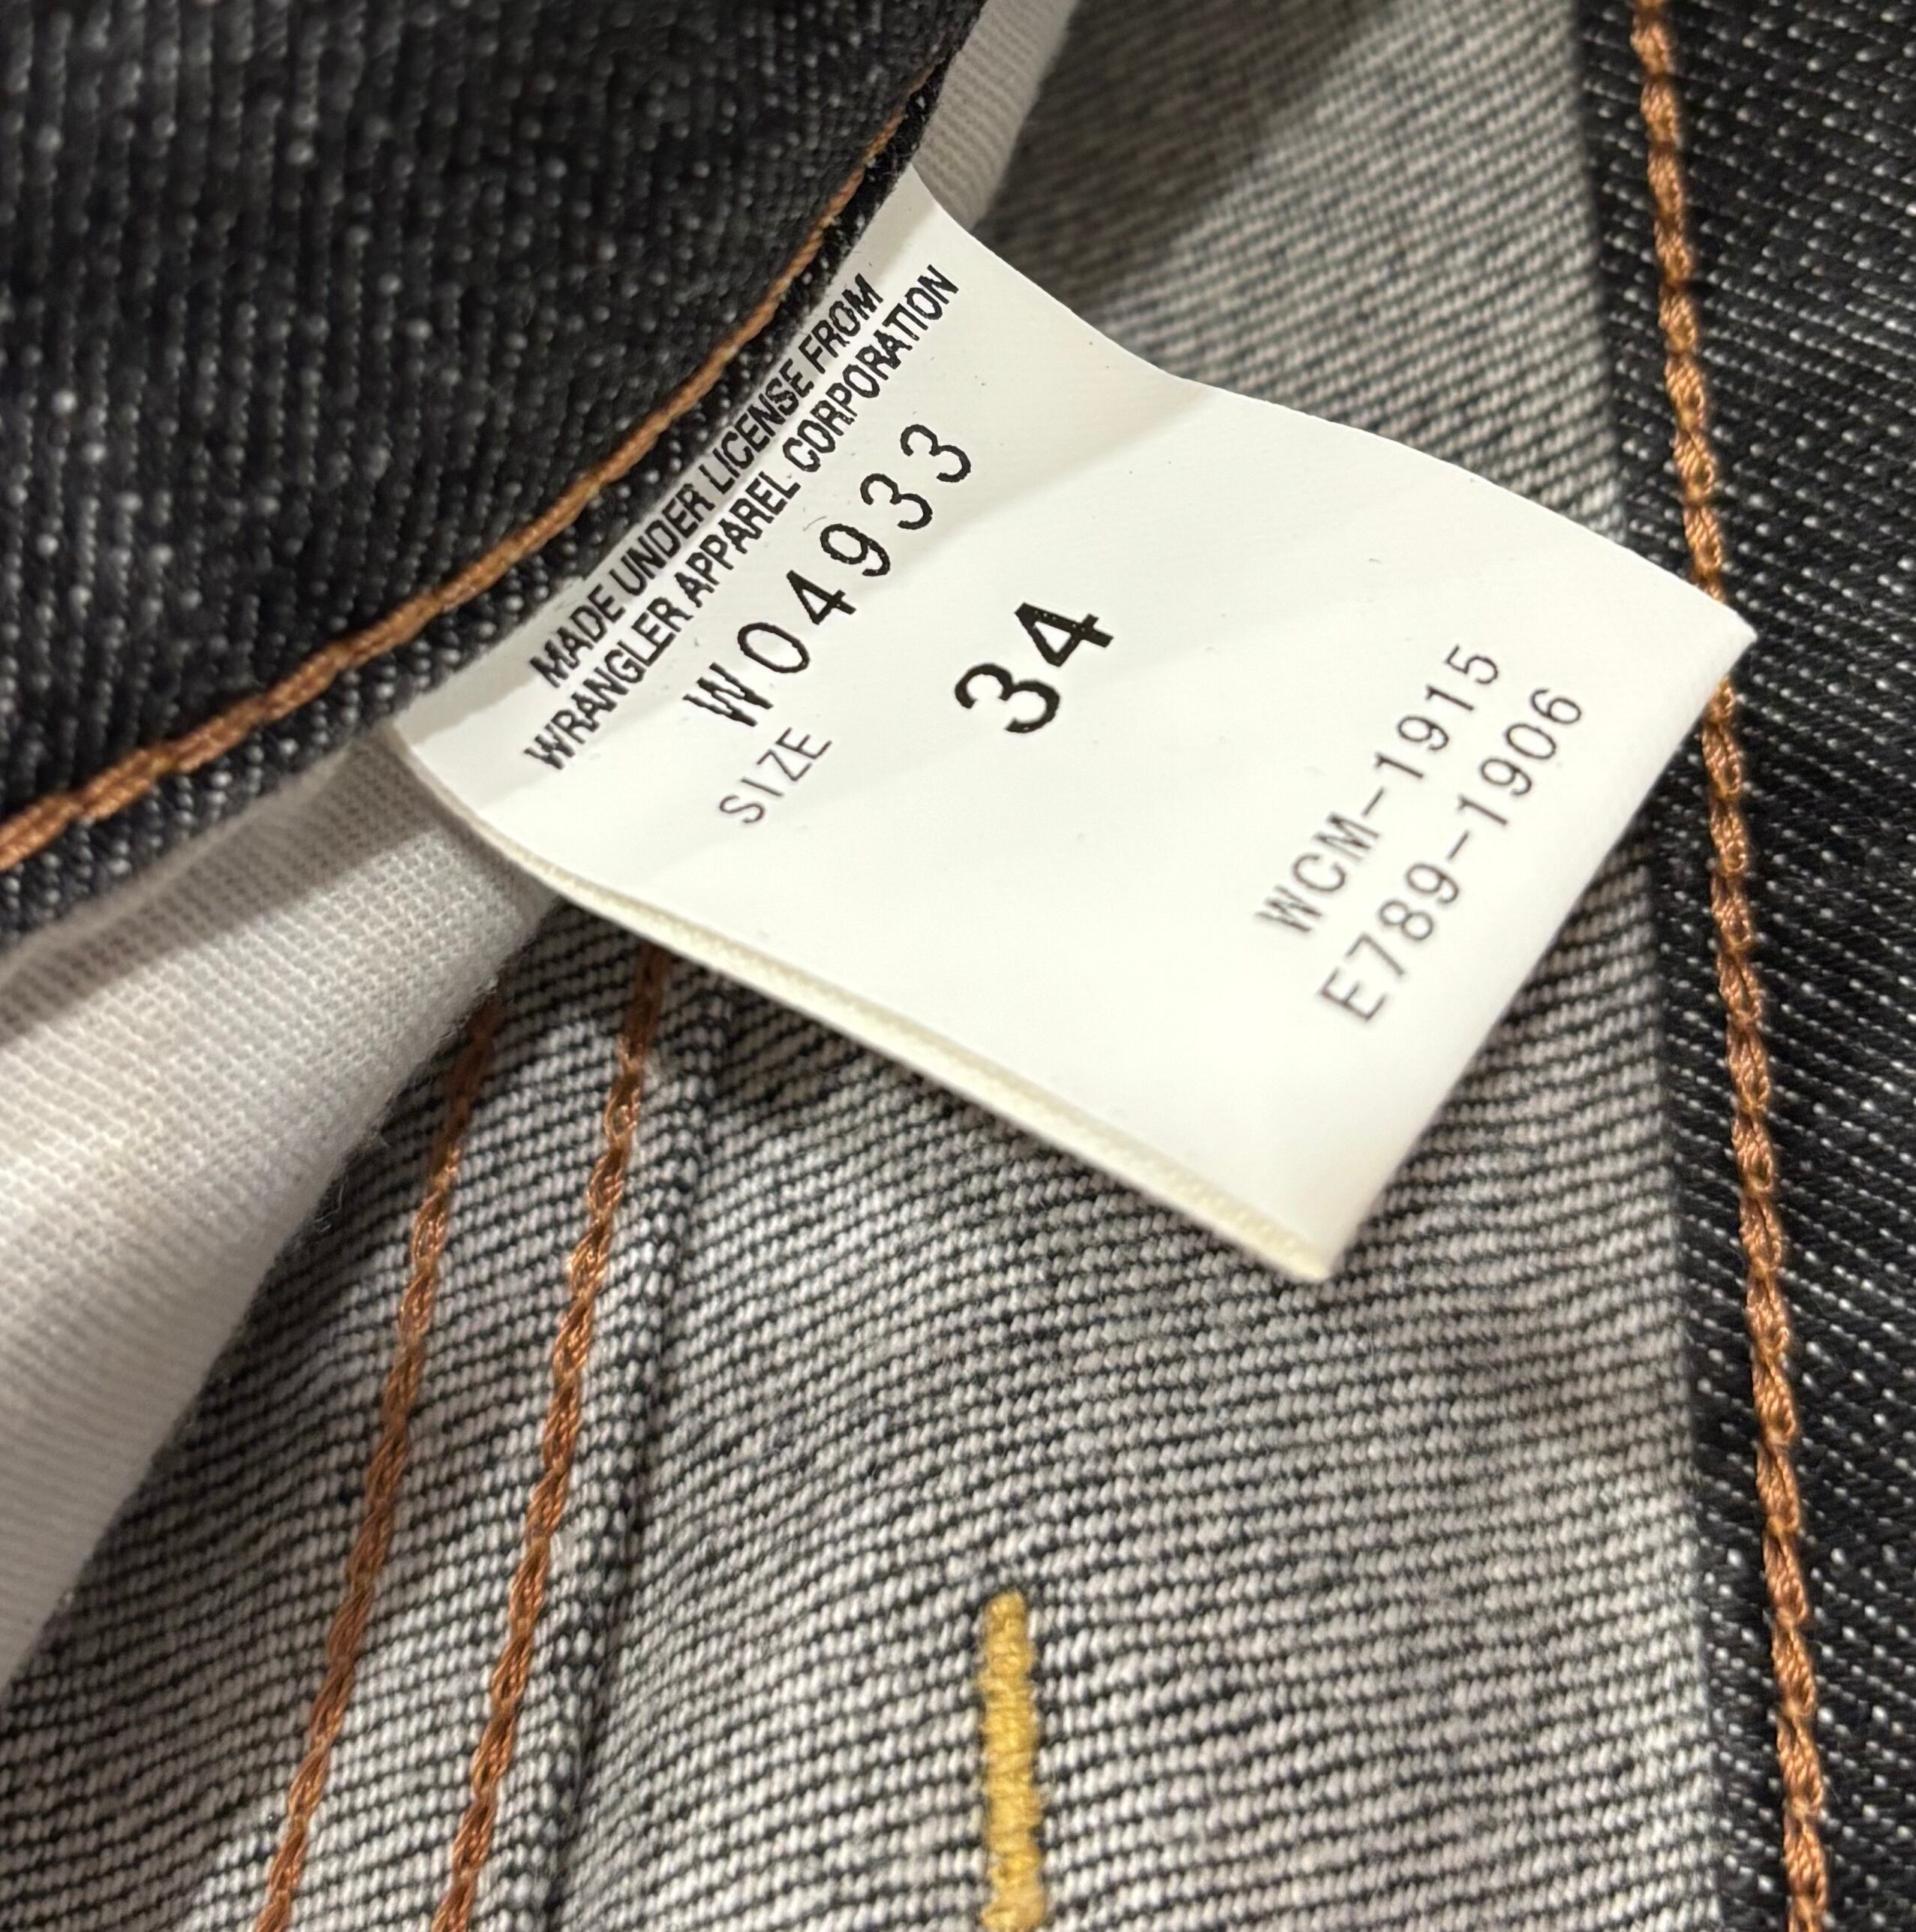 MADE UNDER LICENSE FROM
WRANGLER APPAREL CORPORATION
W04933
SIZE
34
WCM-1915
E789-1906